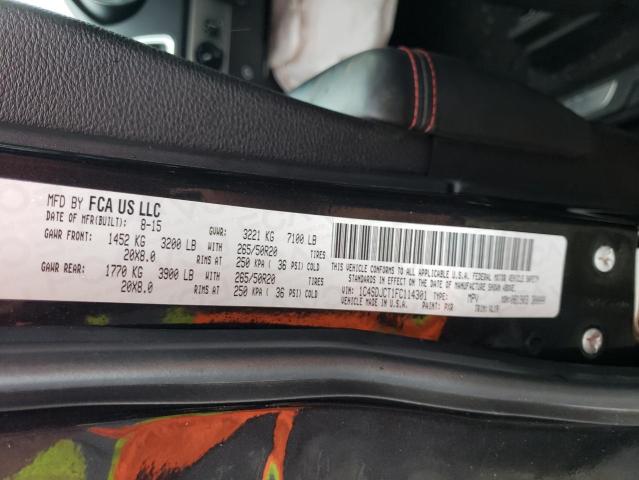 MFD BY FCA US LLC
DATE OF MFR(BUILT): 8-15 GVWR: 3221 KG 7100 LB
GAWR FRONT: 1452 KG 3200 LB WITH 265/50R20 TIRES
20X8.0 RIMS AT 250 KPA ( 36 PSI) COLD
GAWR REAR: 1770 KG 3900 LB WITH 265/50R20 TIRES
20X8.0 RIMS AT 250 KPA ( 36 PSI) COLD
THIS VEHICLE CONFORMS TO ALL APPLICABLE U.S.A. FEDERAL MOTOR VEHICLE SAFETY
STANDARDS IN EFFECT ON THE DATE OF MANUFACTURE SHOWN ABOVE.
VIN: 1C4SDJCT1FC114301 TYPE: MPV
MADE IN U.S.A. PAINT: PXR TRIM: